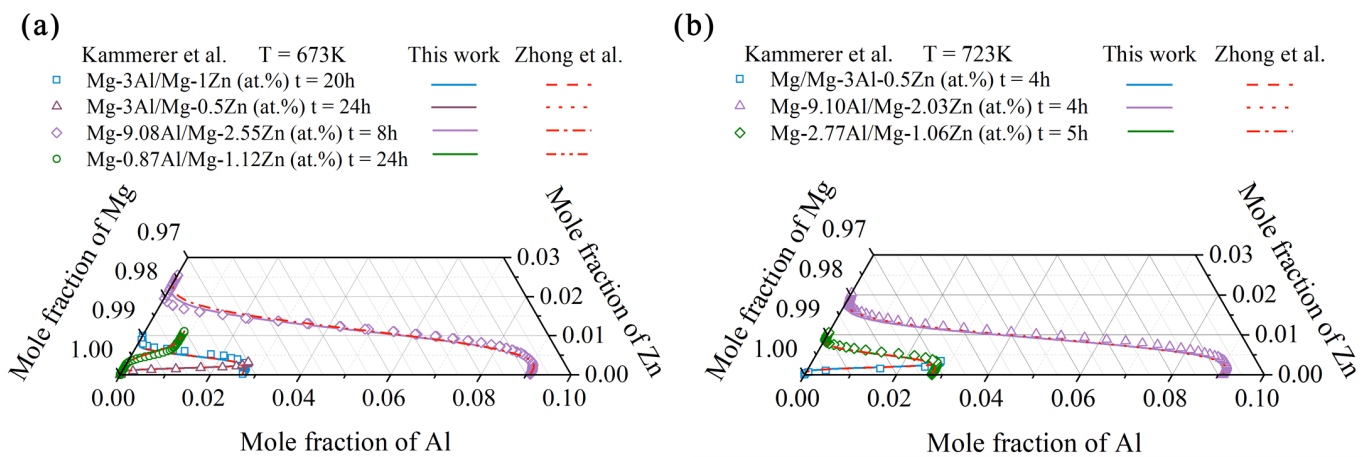 (a)
Kammerer et al. T = 673K This work Zhong et al.
Mg-3Al/Mg-1Zn (at.%) t = 20h
Mg-3Al/Mg-0.5Zn (at.%) t = 24h
Mg-9.08Al/Mg-2.55Zn (at.%) t = 8h
Mg-0.87Al/Mg-1.12Zn (at.%) t = 24h
Mole fraction of Mg
0.97
0.98
0.99
1.00
Mole fraction of Zn
0.03
0.02
0.01
0.00
0.00 0.02 0.04 0.06 0.08 0.10
Mole fraction of Al
(b)
Kammerer et al. T = 723K This work Zhong et al.
Mg/Mg-3Al-0.5Zn (at.%) t = 4h
Mg-9.10Al/Mg-2.03Zn (at.%) t = 4h
Mg-2.77Al/Mg-1.06Zn (at.%) t = 5h
Mole fraction of Mg
0.97
0.98
0.99
1.00
Mole fraction of Zn
0.03
0.02
0.01
0.00
0.00 0.02 0.04 0.06 0.08 0.10
Mole fraction of Al